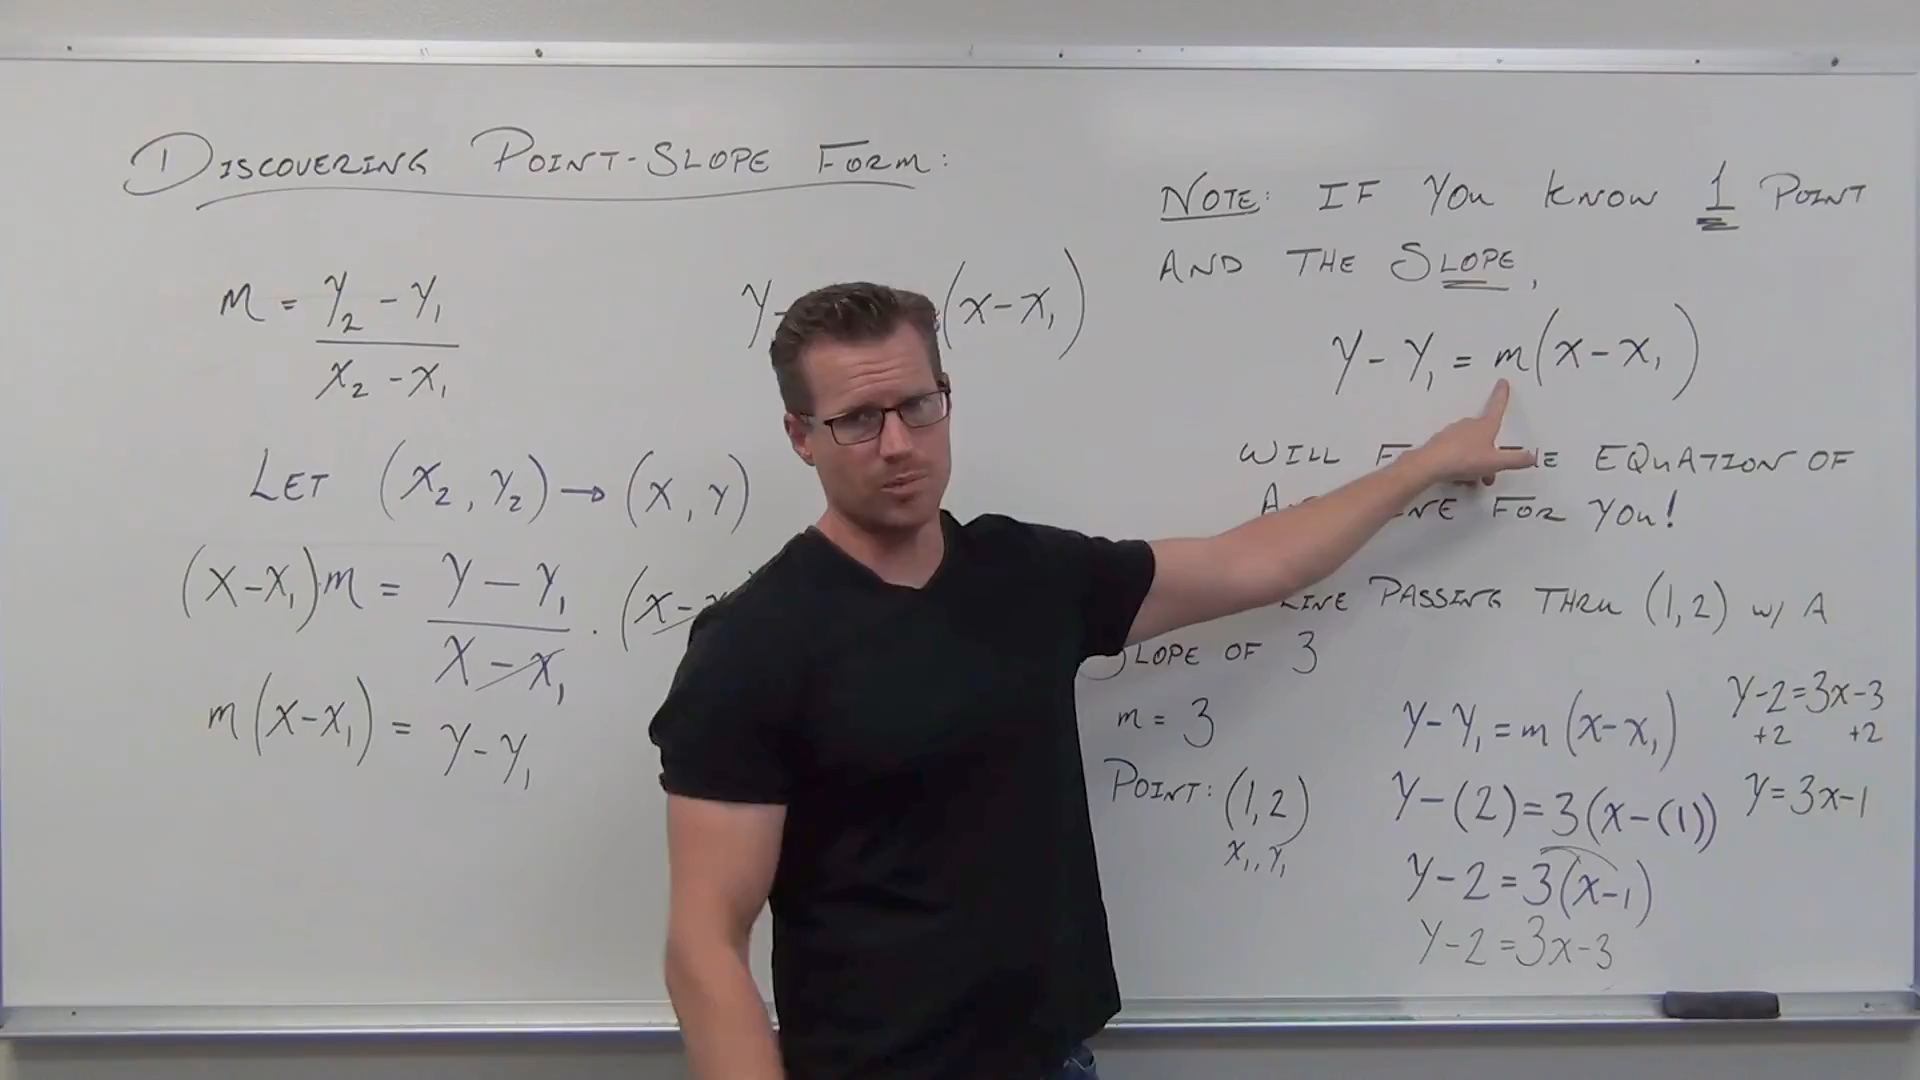 DISCOVERING POINT-SLOPE FORM:
m = y₂ - y₁ / x₂ - x₁
y- (x - x₁)
LET (x₂, y₂) → (x, y)
(x-x₁)m = y - y₁ / x - x₁ · (x-
m(x-x₁) = y-y₁
NOTE: IF YOU KNOW 1 POINT
AND THE SLOPE,
y - y₁ = m(x - x₁)
WILL THE EQUATION OF
FOR YOU!
LINE PASSING THRU (1,2) w/ A
SLOPE OF 3
m = 3
POINT: (1,2)
x₁, y₁
y-y₁ = m(x-x₁)
y-(2)=3(x-(1))
y-2=3(x-1)
y-2=3x-3
y-2=3x-3
+2 +2
y=3x-1